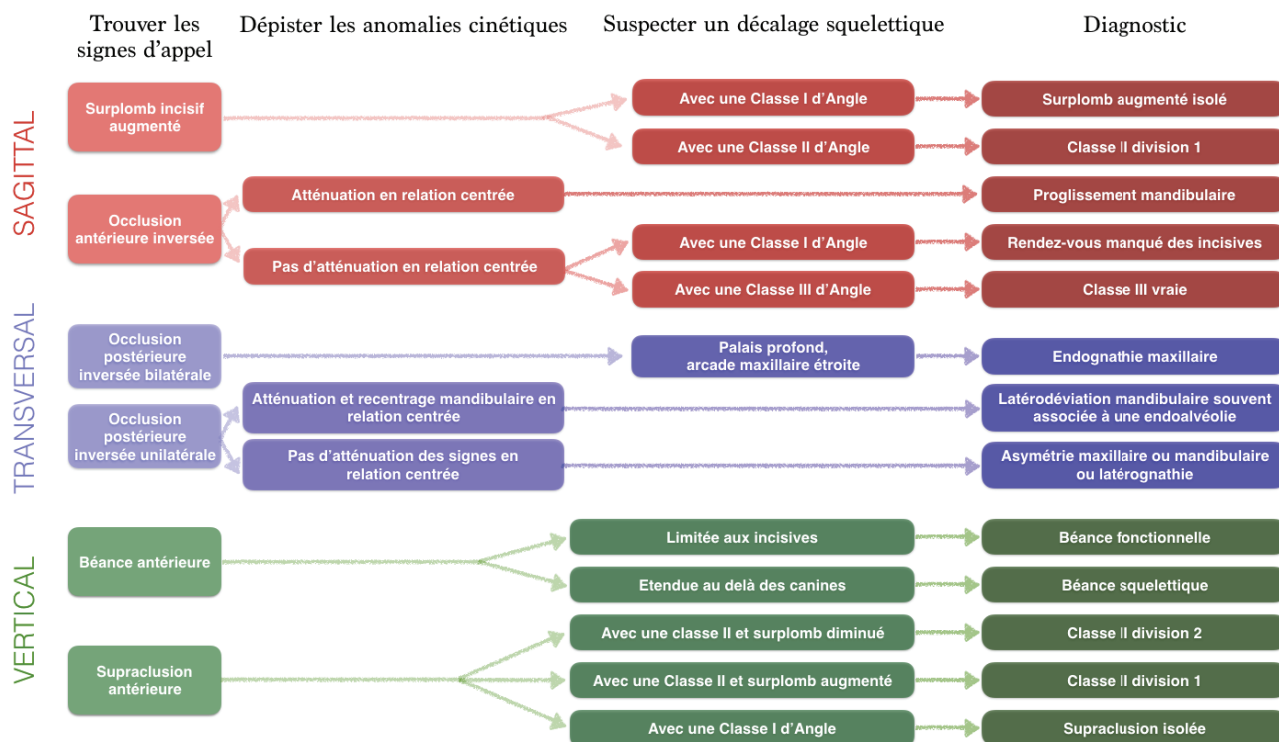 Trouver les
signes d'appel
Dépister les anomalies cinétiques
Suspecter un décalage squelettique
Diagnostic
SAGITTAL
Surplomb incisif
augmenté
Avec une Classe I d'Angle
Surplomb augmenté isolé
Avec une Classe II d'Angle
Classe II division 1
Occlusion
antérieure inversée
Atténuation en relation centrée
Proglissement mandibulaire
Pas d'atténuation en relation centrée
Avec une Classe I d'Angle
Rendez-vous manqué des incisives
Avec une Classe III d'Angle
Classe III vraie
TRANSVERSAL
Occlusion
postérieure
inversée bilatérale
Palais profond,
arcade maxillaire étroite
Endognathie maxillaire
Occlusion
postérieure
inversée unilatérale
Atténuation et recentrage mandibulaire en
relation centrée
Latérodéviation mandibulaire souvent
associée à une endoalvéolie
Pas d'atténuation des signes en
relation centrée
Asymétrie maxillaire ou mandibulaire
ou latérognathie
VERTICAL
Béance antérieure
Limitée aux incisives
Béance fonctionnelle
Etendue au delà des canines
Béance squelettique
Supraclusion
antérieure
Avec une classe II et surplomb diminué
Classe II division 2
Avec une Classe II et surplomb augmenté
Classe II division 1
Avec une Classe I d'Angle
Supraclusion isolée